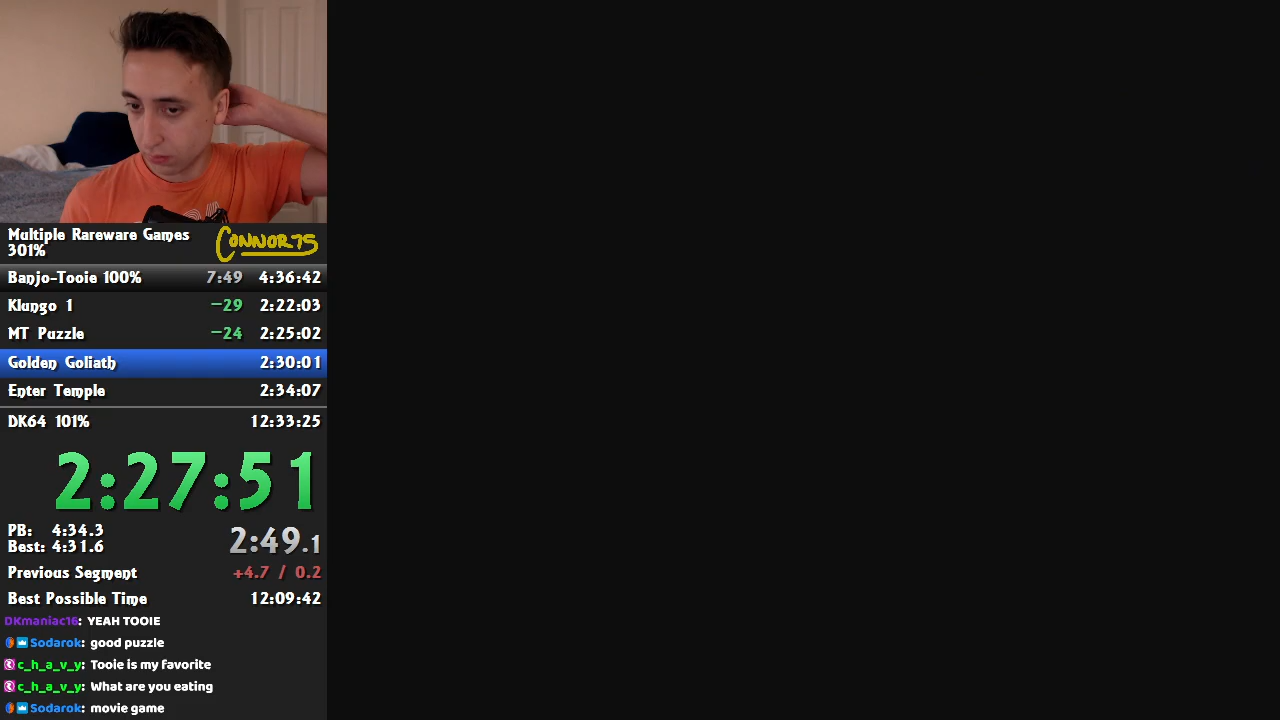 Multiple Rareware Games
301%
CONNOR75
Banjo-Tooie 100% 7:49 4:36:42
Klungo 1 −29 2:22:03
MT Puzzle −24 2:25:02
Golden Goliath 2:30:01
Enter Temple 2:34:07
DK64 101% 12:33:25
2:27:51
PB: 4:34.3
Best: 4:31.6
2:49.1
Previous Segment +4.7 / 0.2
Best Possible Time 12:09:42
DKmaniac16: YEAH TOOIE
Sodarok: good puzzle
c_h_a_v_y: Tooie is my favorite
c_h_a_v_y: What are you eating
Sodarok: movie game